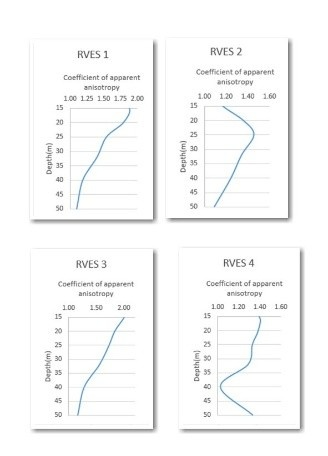 RVES 1
Coefficient of apparent
anisotropy
1.00 1.25 1.50 1.75 2.00
15
20
25
30
35
40
45
50
Depth(m)
RVES 2
Coefficient of apparent
anisotropy
1.00 1.20 1.40 1.60
15
20
25
30
35
40
45
50
Depth(m)
RVES 3
Coefficient of apparent
anisotropy
1.00 1.50 2.00
15
20
25
30
35
40
45
50
Depth(m)
RVES 4
Coefficient of apparent
anisotropy
1.00 1.20 1.40 1.60
15
20
25
30
35
40
45
50
Depth(m)